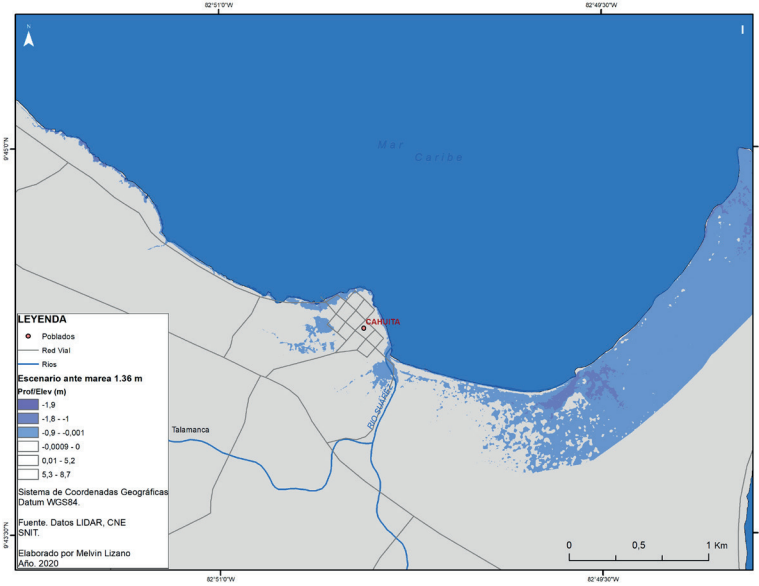 82°51'0"W
82°49'30"W
N
I
9°45'0"N
Mar
Caribe
CAHUITA
RIO SUAREZ
Talamanca
LEYENDA
Poblados
Red Vial
Rios
Escenario ante marea 1.36 m
Prof/Elev (m)
-1,9
-1,8 - -1
-0,9 - -0,001
-0,0009 - 0
0,01 - 5,2
5,3 - 8,7
Sistema de Coordenadas Geográficas
Datum WGS84.
Fuente. Datos LIDAR, CNE
SNIT.
Elaborado por Melvin Lizano
Año. 2020
0 0,5 1 Km
9°43'30"N
82°51'0"W
82°49'30"W